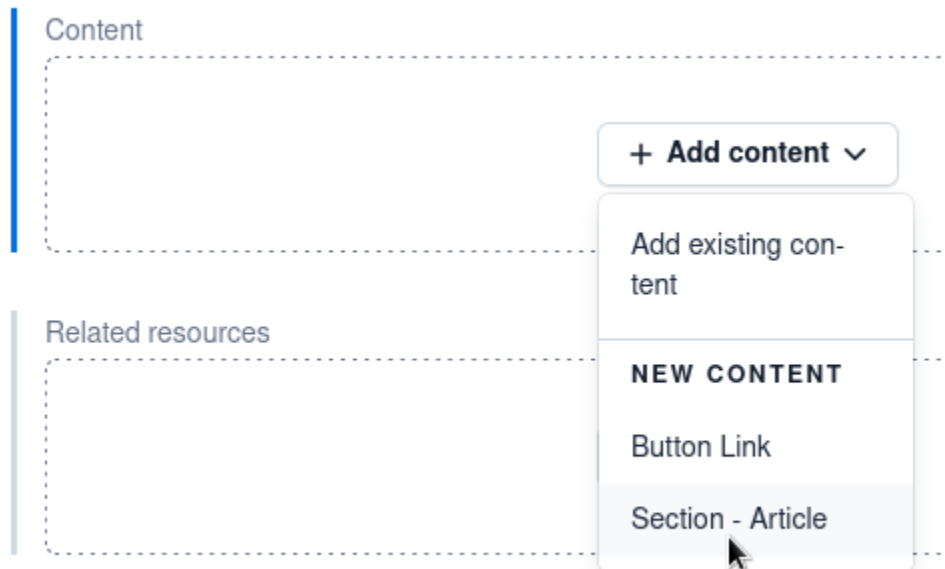 Content
+ Add content
Add existing con-
tent
Related resources
NEW CONTENT
Button Link
Section - Article